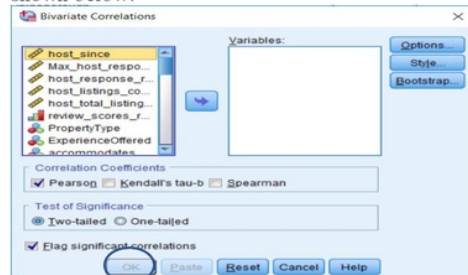 Bivariate Correlations
Variables:
host_since
Max_host_respo...
host_response_r...
host_listings_co...
host_total_listing...
review_scores_r...
PropertyType
ExperienceOffered
accommodates
Options...
Style...
Bootstrap...
Correlation Coefficients
Pearson Kendall's tau-b Spearman
Test of Significance
Two-tailed One-tailed
Flag significant correlations
OK Paste Reset Cancel Help